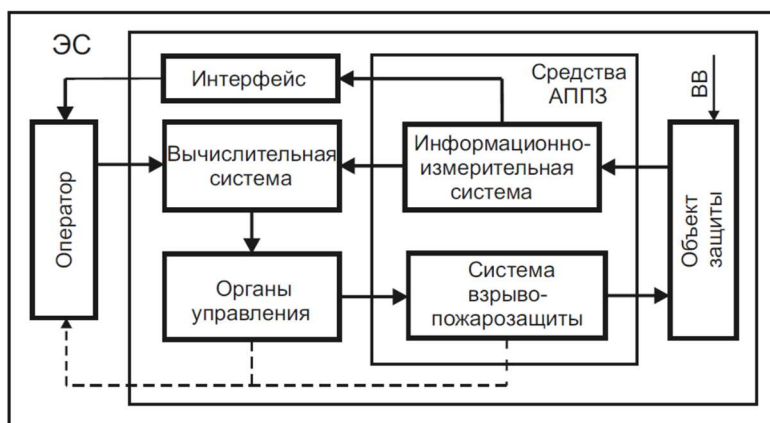 ЭС
Интерфейс
Средства
АППЗ
ВВ
Оператор
Вычислительная
система
Информационно-
измерительная
система
Объект
защиты
Органы
управления
Система
взрыво-
пожарозащиты